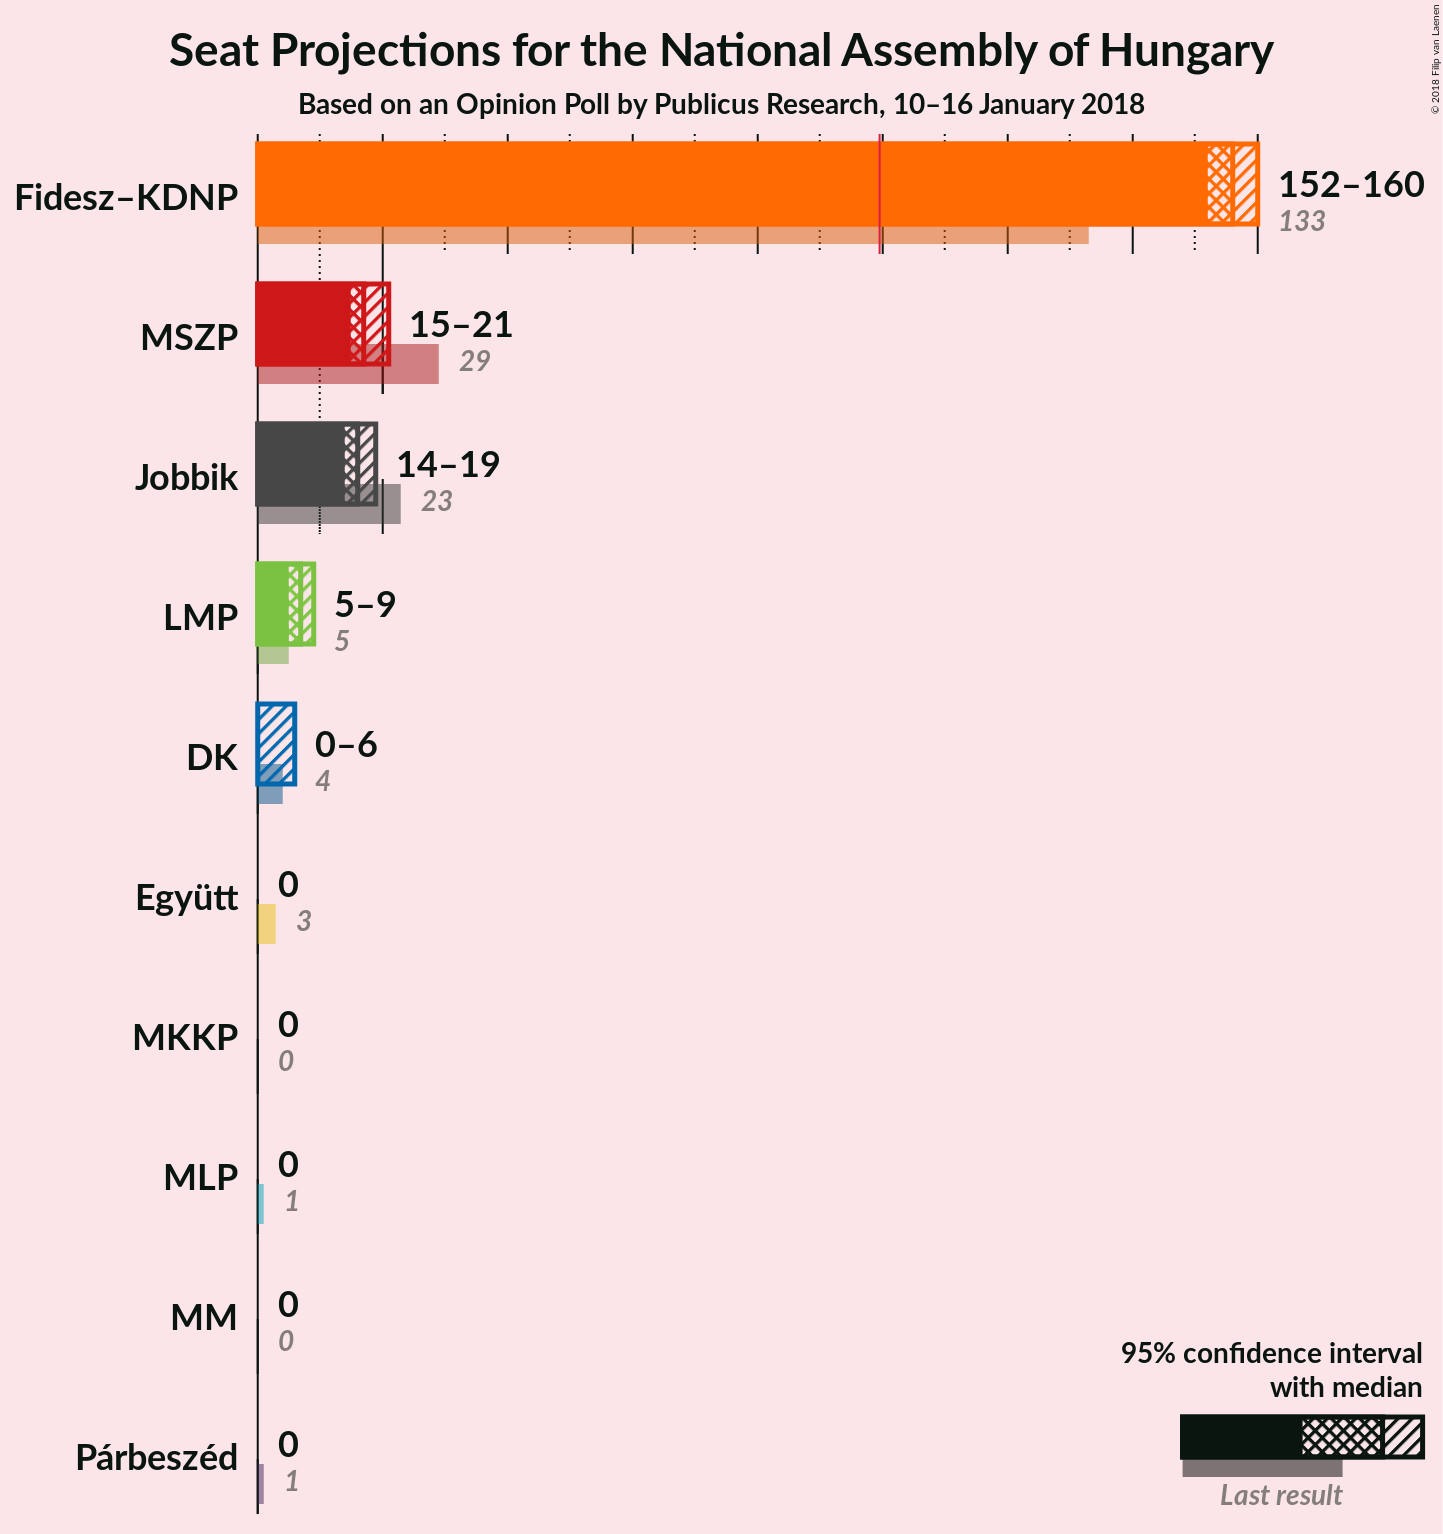 Seat Projections for the National Assembly of Hungary
Based on an Opinion Poll by Publicus Research, 10–16 January 2018
© 2018 Filip van Laenen
Fidesz–KDNP
152–160
133
MSZP
15–21
29
Jobbik
14–19
23
LMP
5–9
5
DK
0–6
4
Együtt
0
3
MKKP
0
0
MLP
0
1
MM
0
0
Párbeszéd
0
1
95% confidence interval
with median
Last result